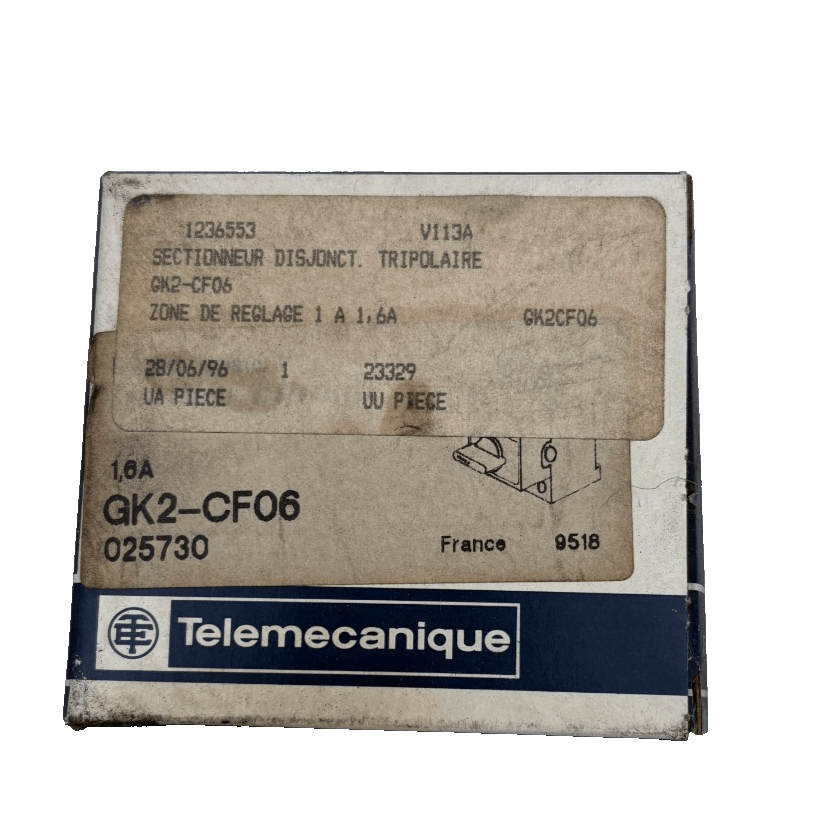 1236553 V113A
SECTIONNEUR DISJONCT. TRIPOLAIRE
GK2-CF06
ZONE DE REGLAGE 1 A 1,6A GK2CF06
28/06/96 1 23329
UA PIECE UU PIECE
1,6A
GK2-CF06
025730 France 9518
TE Telemecanique